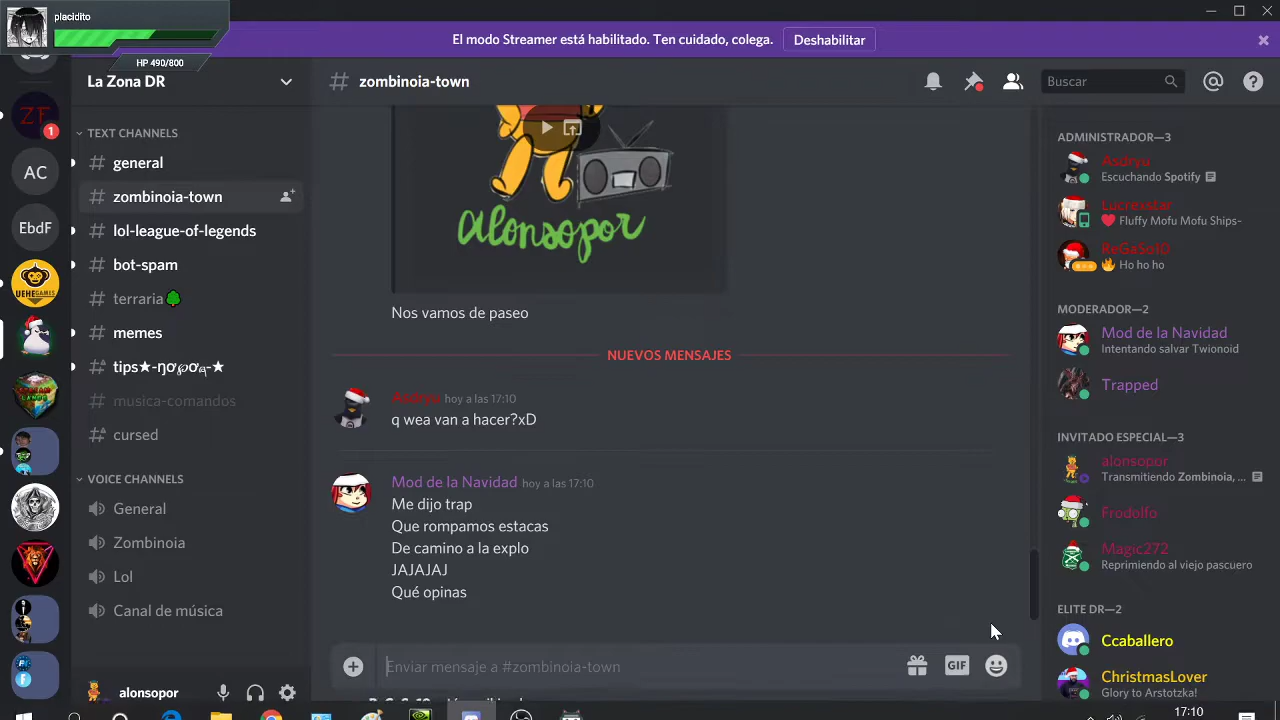 placidito
HP 490/800
El modo Streamer está habilitado. Ten cuidado, colega.
Deshabilitar
ZF
1
AC
EbdF
UEHEGAMES
La Zona DR
TEXT CHANNELS
general
zombinoia-town
lol-league-of-legends
bot-spam
terraria
memes
musica-comandos
cursed
VOICE CHANNELS
General
Zombinoia
Lol
Canal de música
alonsopor
# zombinoia-town
Buscar
alonsopor
Nos vamos de paseo
NUEVOS MENSAJES
Asdryu hoy a las 17:10
q wea van a hacer?xD
Mod de la Navidad hoy a las 17:10
Me dijo trap
Que rompamos estacas
De camino a la explo
JAJAJAJ
Qué opinas
Enviar mensaje a #zombinoia-town
GIF
ADMINISTRADOR—3
Asdryu
Escuchando Spotify
Lucrexstar
Fluffy Mofu Mofu Ships-
ReGaSo10
Ho ho ho
MODERADOR—2
Mod de la Navidad
Intentando salvar Twionoid
Trapped
INVITADO ESPECIAL—3
alonsopor
Transmitiendo Zombinoia, ...
Frodolfo
Magic272
Reprimiendo al viejo pascuero
ELITE DR—2
Ccaballero
ChristmasLover
Glory to Arstotzka!
17:10